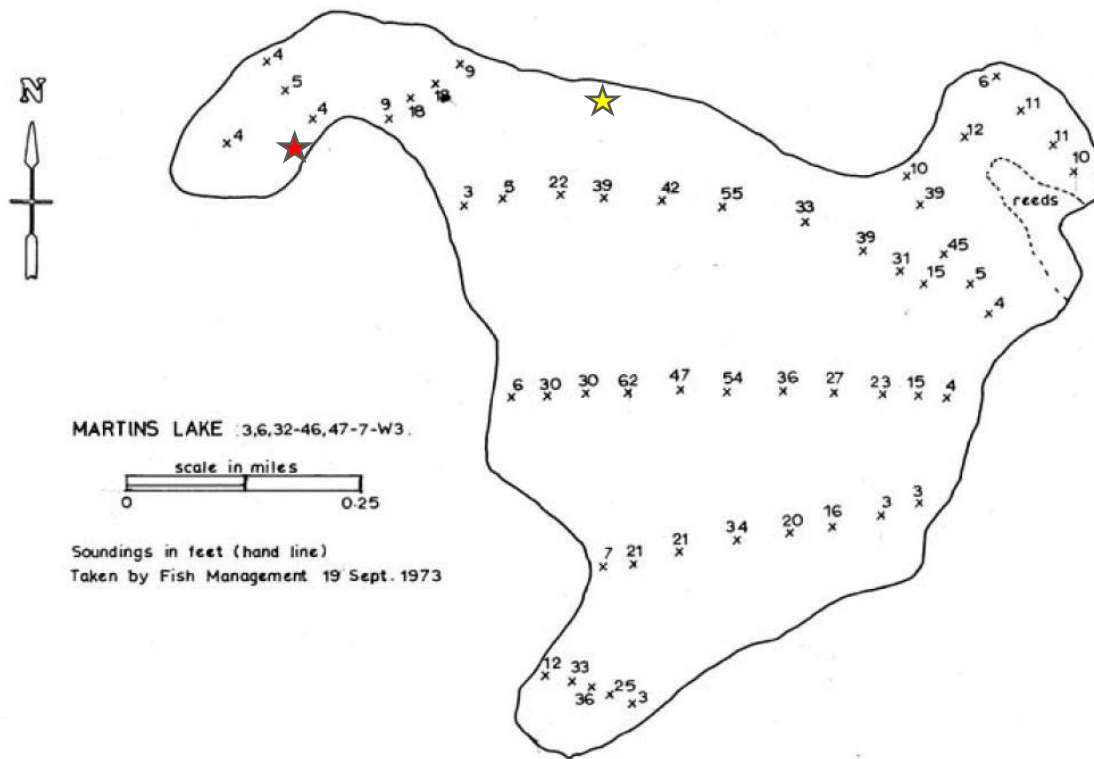 N
4
5
4
4
9
18
18
9
6
11
12
11
10
10
39
reeds
3 5 22 39 42 55 33
39 31 15 45 5 4
6 30 30 62 47 54 36 27 23 15 4
MARTINS LAKE :3,6,32-46,47-7-W3.
scale in miles
0 0.25
Soundings in feet (hand line)
Taken by Fish Management 19 Sept. 1973
7 21 21 34 20 16 3 3
12 33 36 25 3